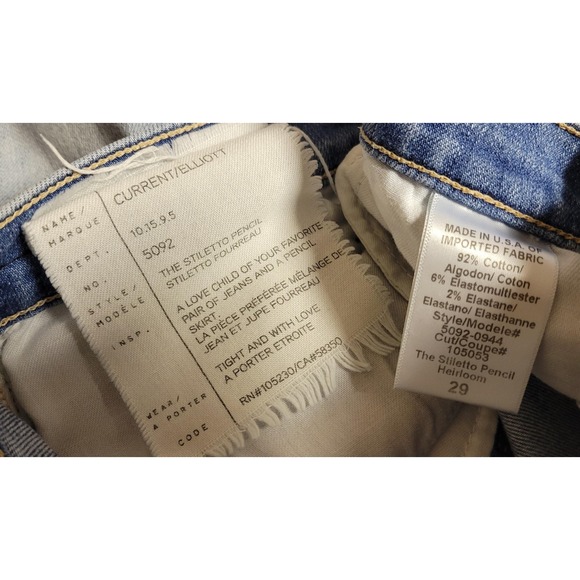 NAME/
MARQUE
CURRENT/ELLIOTT
DEPT.
10.15.9.5
NO.
5092
STYLE/
MODÈLE
THE STILETTO PENCIL
STILETTO FOURREAU
INSP.
A LOVE CHILD OF YOUR FAVORITE
PAIR OF JEANS AND A PENCIL
SKIRT.
LA PIÈCE PRÉFÉRÉE MÉLANGE DE
JEAN ET JUPE FOURREAU
WEAR/
A PORTER
TIGHT AND WITH LOVE
A PORTER ETROITE
CODE
RN#105230/CA#58350
MADE IN U.S.A. OF
IMPORTED FABRIC
92% Cotton/
Algodon/ Coton
6% Elastomultiester
2% Elastane/
Elastano/ Elasthanne
Style/Modele#
5092-0944
Cut/Coupe#
105053
The Stiletto Pencil
Heirloom
29